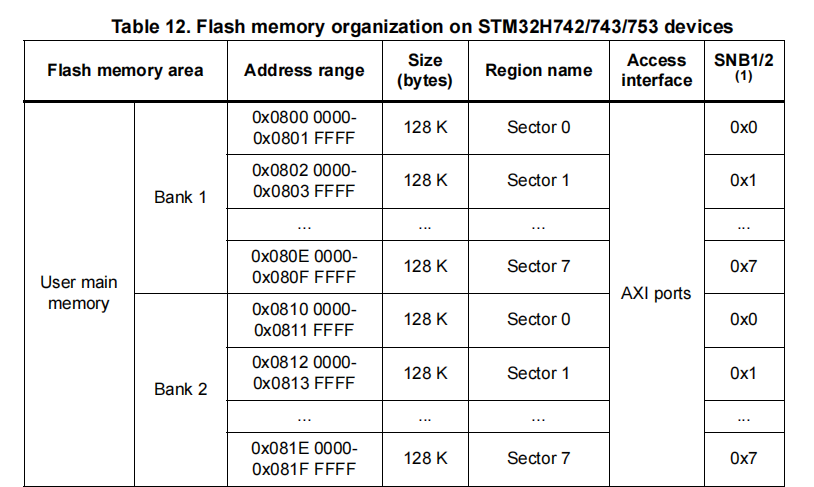 Table 12. Flash memory organization on STM32H742/743/753 devices
Flash memory area Address range Size (bytes) Region name Access interface SNB1/2 (1)
User main memory
AXI ports
Bank 1
0x0800 0000-
0x0801 FFFF 128 K Sector 0 0x0
0x0802 0000-
0x0803 FFFF 128 K Sector 1 0x1
... ... ... ...
0x080E 0000-
0x080F FFFF 128 K Sector 7 0x7
Bank 2
0x0810 0000-
0x0811 FFFF 128 K Sector 0 0x0
0x0812 0000-
0x0813 FFFF 128 K Sector 1 0x1
... ... ... ...
0x081E 0000-
0x081F FFFF 128 K Sector 7 0x7